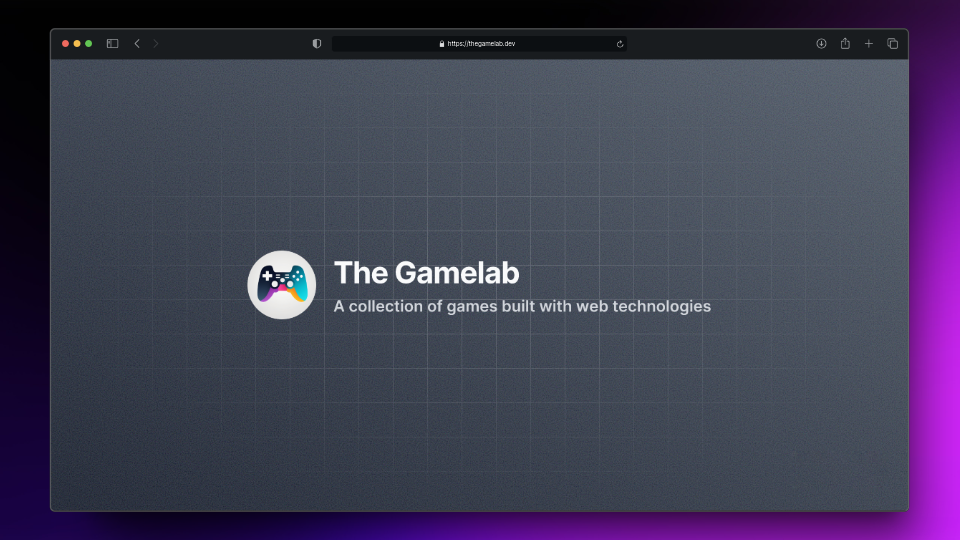 https://thegamelab.dev
The Gamelab
A collection of games built with web technologies